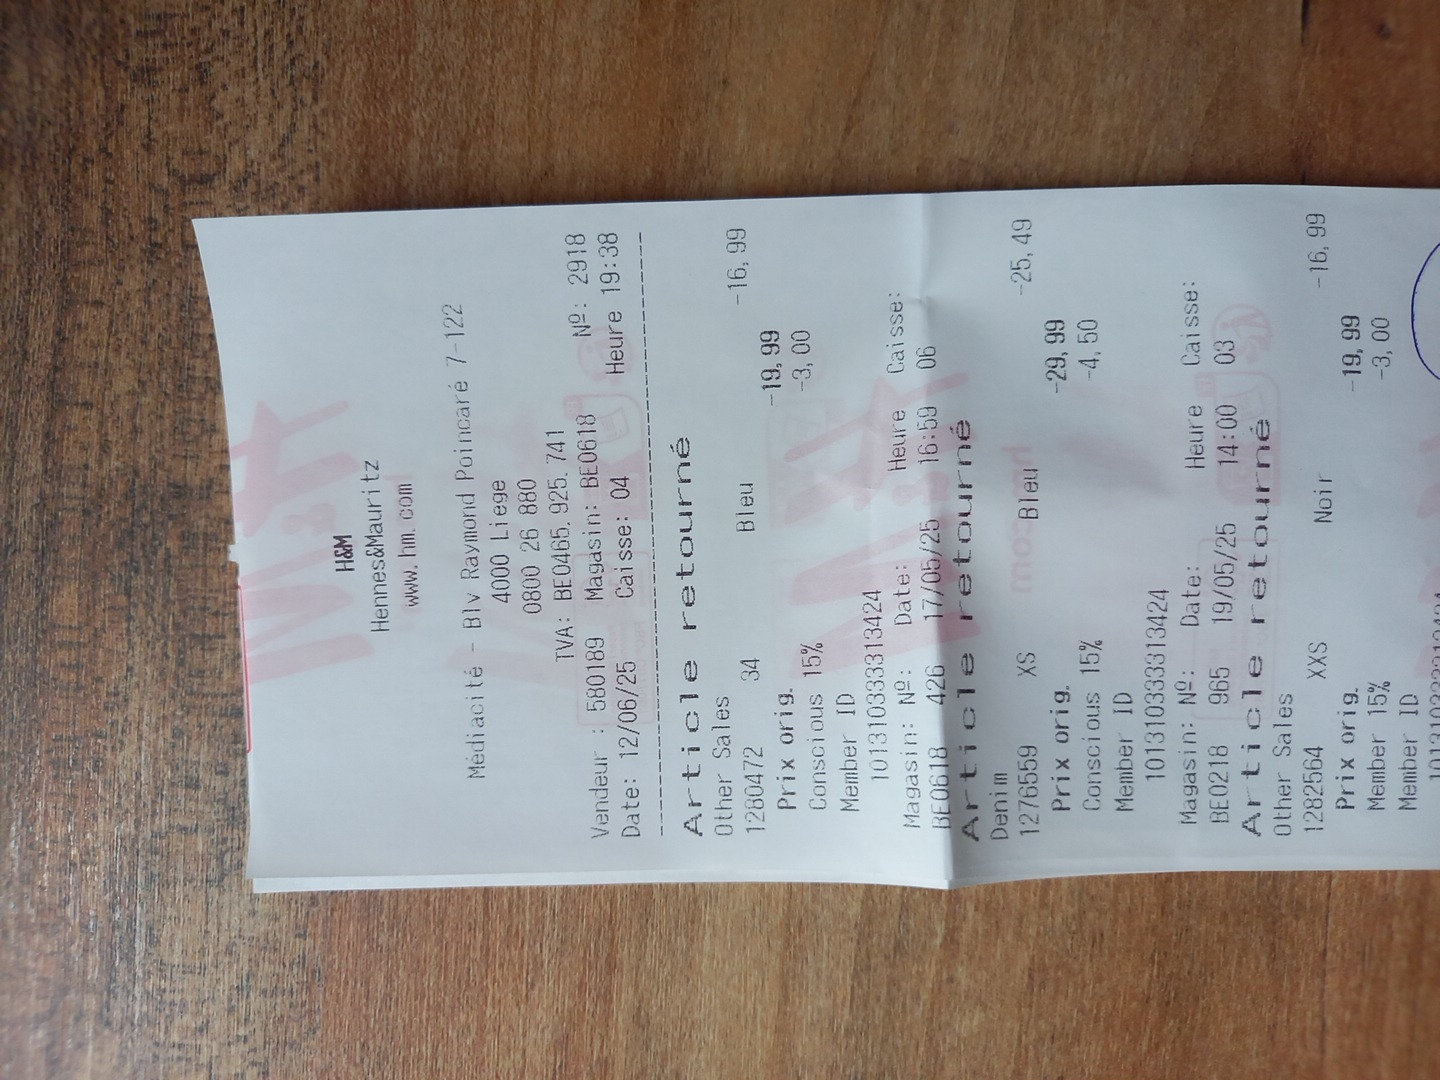 H&M
Hennes&Mauritz
www.hm.com
Médiacité - Blv Raymond Poincaré 7-122
4000 Liege
0800 26 880
TVA: BE0465.925.741
Vendeur : 580189 Magasin: BE0618 Nº: 2918
Date: 12/06/25 Caisse: 04 Heure 19:38
Article retourné
Other Sales
1280472 34 Bleu -16,99
Prix orig. -19,99
Conscious 15% -3,00
Member ID
1013103333313424
Magasin: Nº: Date: Heure Caisse:
BE0618 426 17/05/25 16:59 06
Article retourné
Denim
1276559 XS Bleu -25,49
Prix orig. -29,99
Conscious 15% -4,50
Member ID
1013103333313424
Magasin: Nº: Date: Heure Caisse:
BE0218 965 19/05/25 14:00 03
Article retourné
Other Sales
1282564 XXS Noir -16,99
Prix orig. -19,99
Member 15% -3,00
Member ID